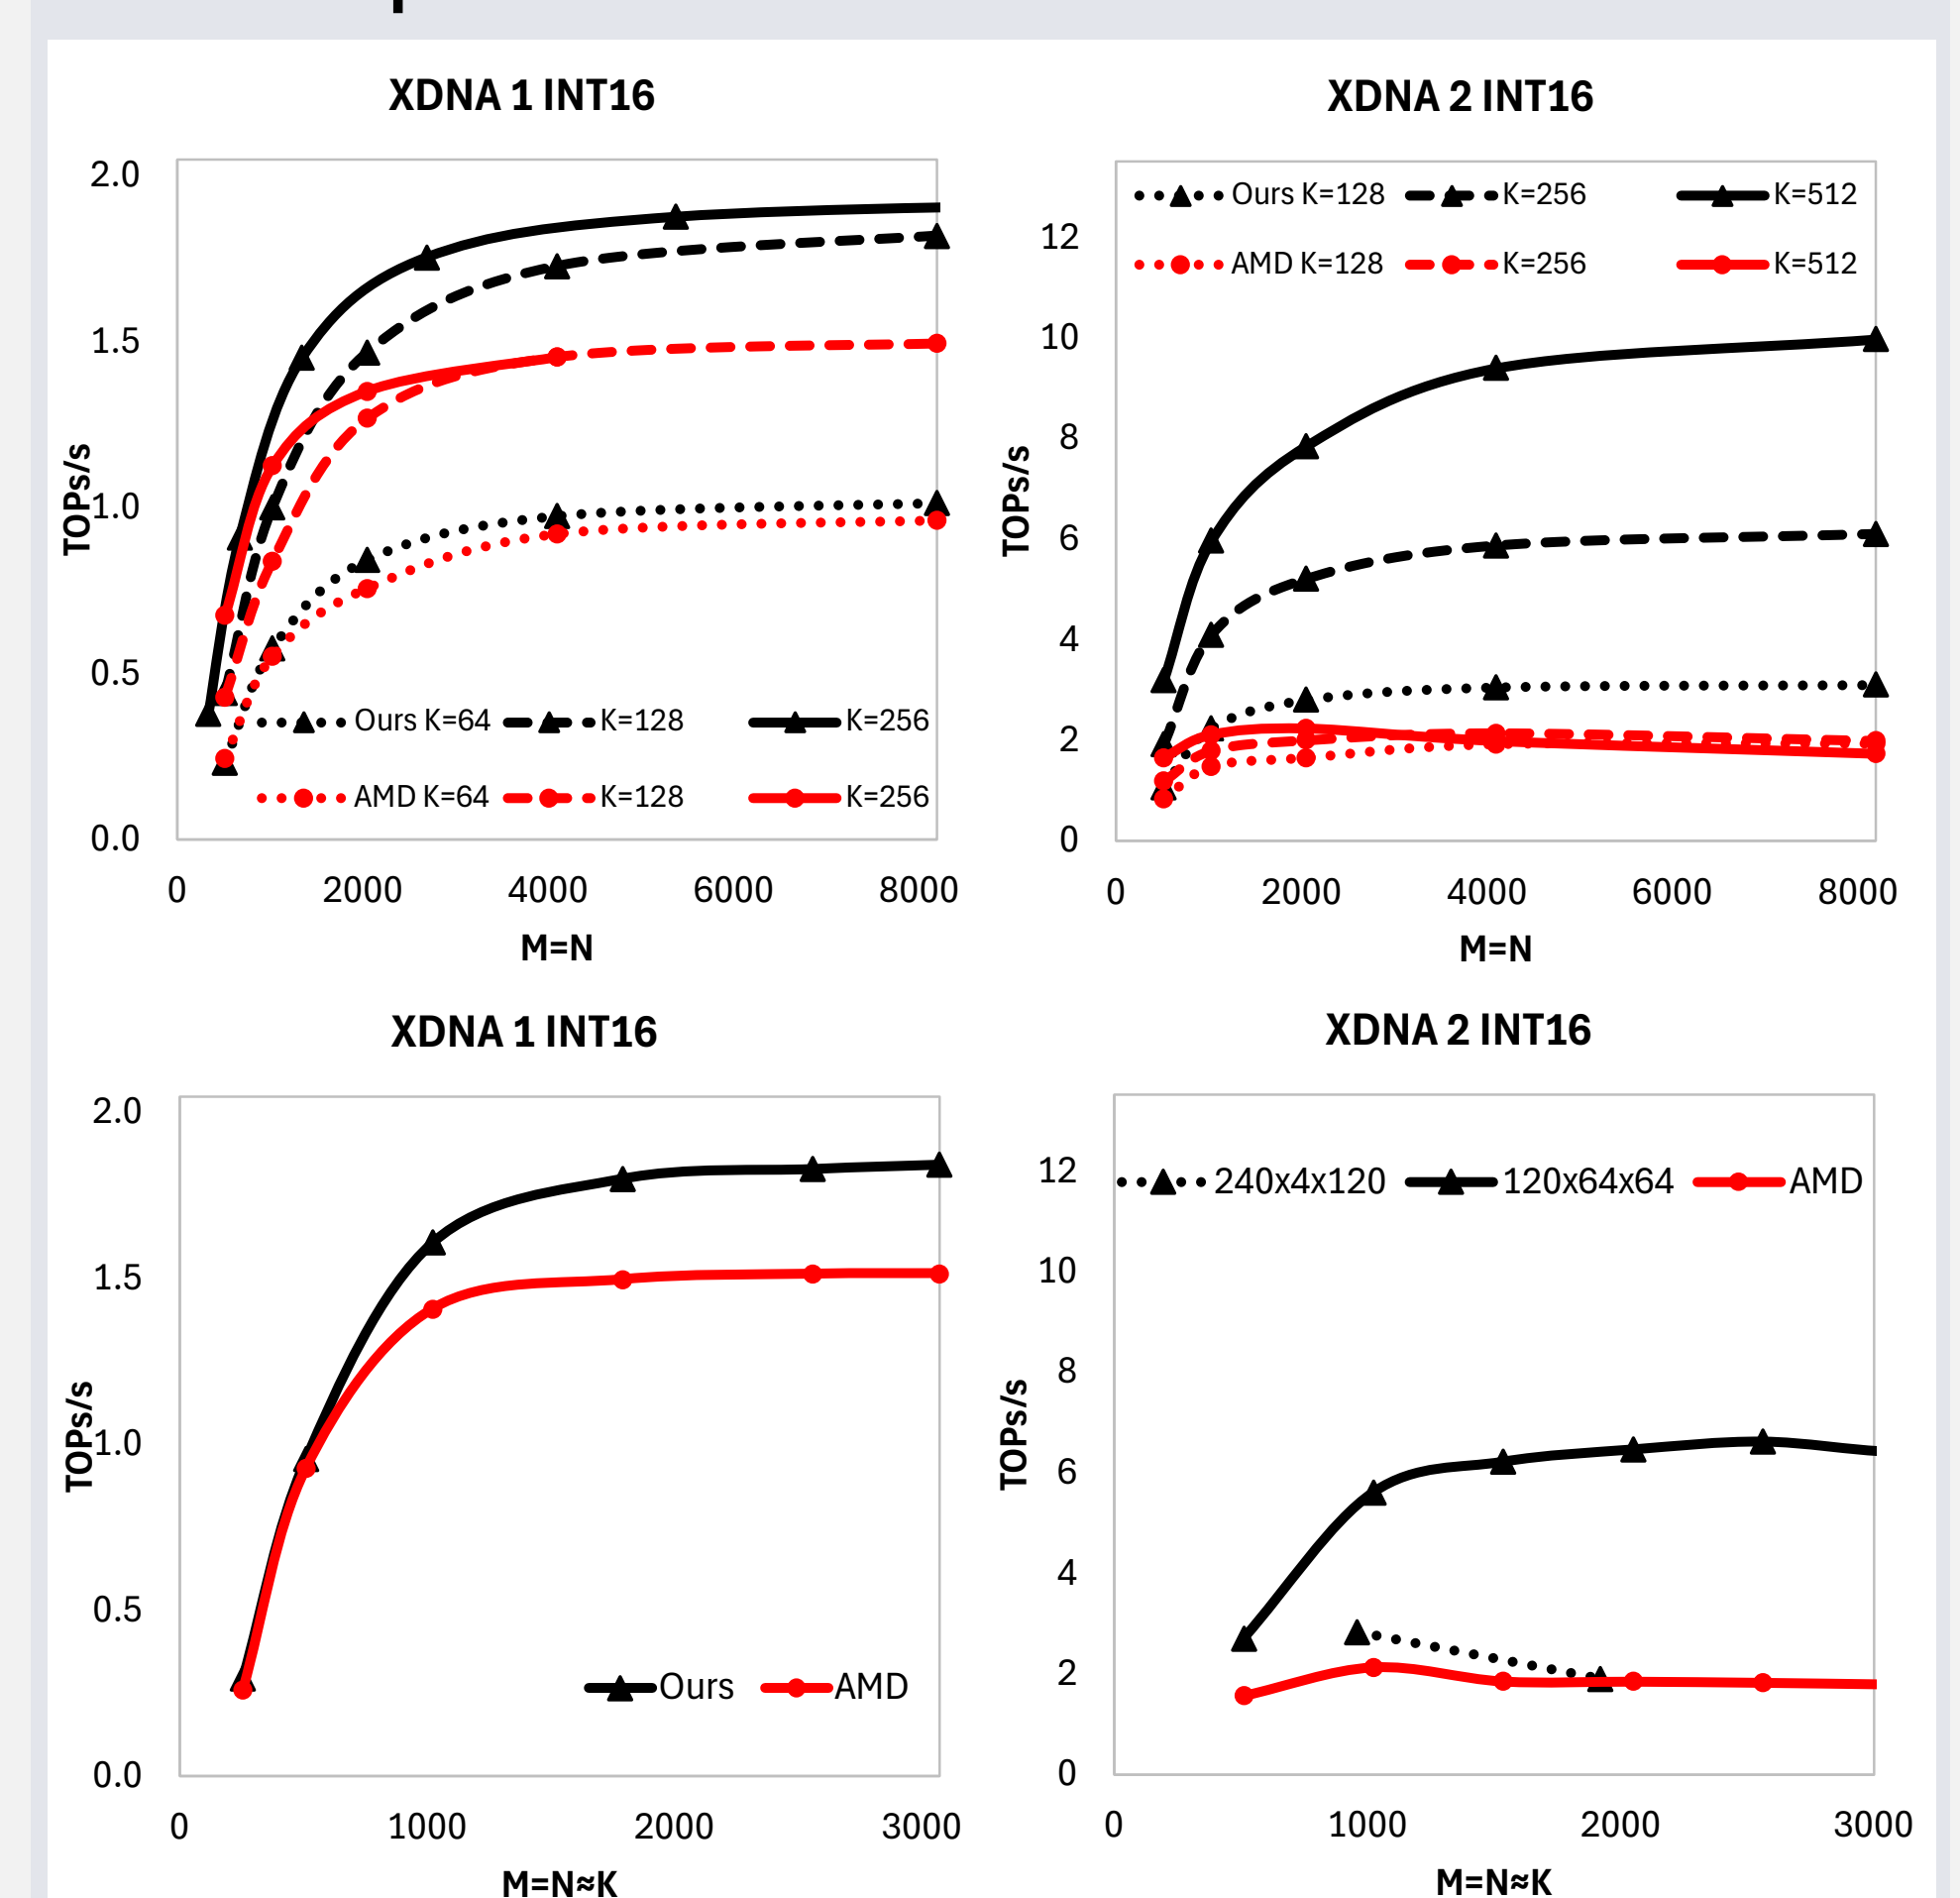 XDNA 1 INT16
2.0
1.5
1.0
0.5
0.0
TOPs/s
Ours K=64 K=128 K=256
AMD K=64 K=128 K=256
0 2000 4000 6000 8000
M=N
XDNA 2 INT16
Ours K=128 K=256 K=512
AMD K=128 K=256 K=512
12
10
8
6
4
2
0
TOPs/s
0 2000 4000 6000 8000
M=N
XDNA 1 INT16
2.0
1.5
1.0
0.5
0.0
TOPs/s
Ours AMD
0 1000 2000 3000
M=N≈K
XDNA 2 INT16
240x4x120 120x64x64 AMD
12
10
8
6
4
2
0
TOPs/s
0 1000 2000 3000
M=N≈K